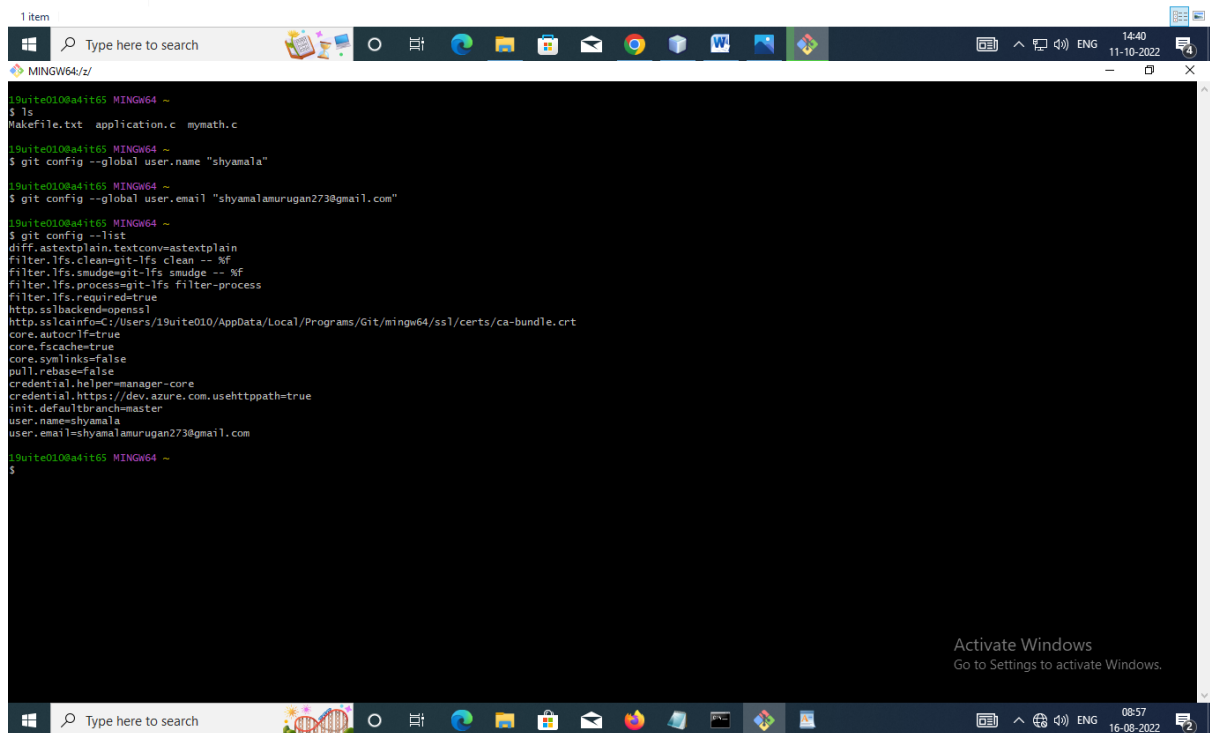 1 item
Type here to search
ENG
14:40
11-10-2022
4
MINGW64:/z/
19uite010@a4it65 MINGW64 ~
$ ls
Makefile.txt  application.c  mymath.c
19uite010@a4it65 MINGW64 ~
$ git config --global user.name "shyamala"
19uite010@a4it65 MINGW64 ~
$ git config --global user.email "shyamalamurugan273@gmail.com"
19uite010@a4it65 MINGW64 ~
$ git config --list
diff.astextplain.textconv=astextplain
filter.lfs.clean=git-lfs clean -- %f
filter.lfs.smudge=git-lfs smudge -- %f
filter.lfs.process=git-lfs filter-process
filter.lfs.required=true
http.sslbackend=openssl
http.sslcainfo=C:/Users/19uite010/AppData/Local/Programs/Git/mingw64/ssl/certs/ca-bundle.crt
core.autocrlf=true
core.fscache=true
core.symlinks=false
pull.rebase=false
credential.helper=manager-core
credential.https://dev.azure.com.usehttppath=true
init.defaultbranch=master
user.name=shyamala
user.email=shyamalamurugan273@gmail.com
19uite010@a4it65 MINGW64 ~
$
Activate Windows
Go to Settings to activate Windows.
Type here to search
ENG
08:57
16-08-2022
2